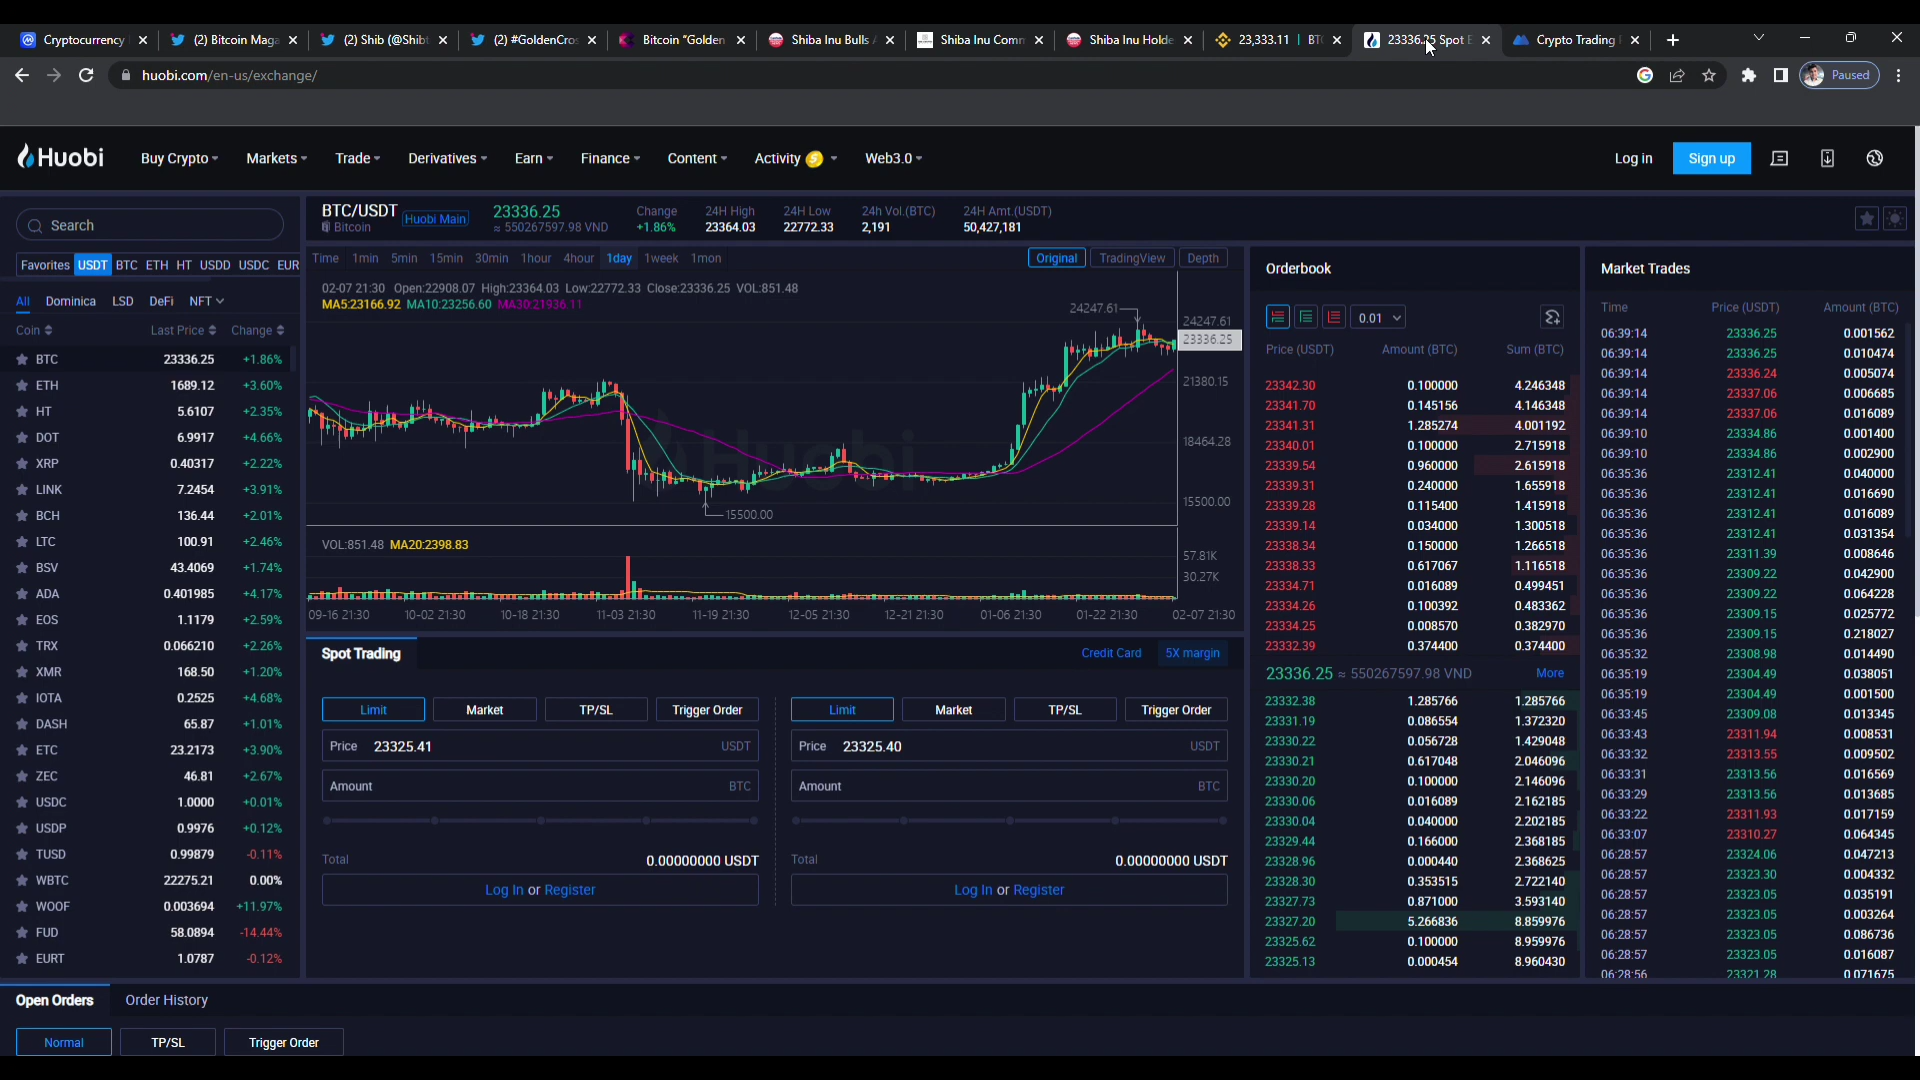 Cryptocurrency
(2) Bitcoin Maga
(2) Shib (@Shibt
(2) #GoldenCros
Bitcoin "Golden
Shiba Inu Bulls A
Shiba Inu Comm
Shiba Inu Holde
23,333.11 | BTC
23336.25 Spot E
Crypto Trading
huobi.com/en-us/exchange/
Paused
Huobi
Buy Crypto
Markets
Trade
Derivatives
Earn
Finance
Content
Activity
Web3.0
Log in
Sign up
Search
Favorites USDT BTC ETH HT USDD USDC EUR
All Dominica LSD DeFi NFT
Coin Last Price Change
BTC 23336.25 +1.86%
ETH 1689.12 +3.60%
HT 5.6107 +2.35%
DOT 6.9917 +4.66%
XRP 0.40317 +2.22%
LINK 7.2454 +3.91%
BCH 136.44 +2.01%
LTC 100.91 +2.46%
BSV 43.4069 +1.74%
ADA 0.401985 +4.17%
EOS 1.1179 +2.59%
TRX 0.066210 +2.26%
XMR 168.50 +1.20%
IOTA 0.2525 +4.68%
DASH 65.87 +1.01%
ETC 23.2173 +3.90%
ZEC 46.81 +2.67%
USDC 1.0000 +0.01%
USDP 0.9976 +0.12%
TUSD 0.99879 -0.11%
WBTC 22275.21 0.00%
WOOF 0.003694 +11.97%
FUD 58.0894 -14.44%
EURT 1.0787 -0.12%
BTC/USDT Huobi Main
Bitcoin
23336.25
≈ 550267597.98 VND
Change
+1.86%
24H High
23364.03
24H Low
22772.33
24h Vol.(BTC)
2,191
24H Amt.(USDT)
50,427,181
Time 1min 5min 15min 30min 1hour 4hour 1day 1week 1mon
Original TradingView Depth
02-07 21:30 Open:22908.07 High:23364.03 Low:22772.33 Close:23336.25 VOL:851.48
MA5:23166.92 MA10:23256.60 MA30:21936.11
24247.61
24247.61
23336.25
21380.15
18464.28
15500.00
15500.00
Huobi
VOL:851.48 MA20:2398.83
57.81K
30.27K
09-16 21:30 10-02 21:30 10-18 21:30 11-03 21:30 11-19 21:30 12-05 21:30 12-21 21:30 01-06 21:30 01-22 21:30 02-07 21:30
Spot Trading
Credit Card 5X margin
Limit Market TP/SL Trigger Order
Price 23325.41 USDT
Amount BTC
Total 0.00000000 USDT
Log In or Register
Limit Market TP/SL Trigger Order
Price 23325.40 USDT
Amount BTC
Total 0.00000000 USDT
Log In or Register
Orderbook
0.01
Price (USDT) Amount (BTC) Sum (BTC)
23342.30 0.100000 4.246348
23341.70 0.145156 4.146348
23341.31 1.285274 4.001192
23340.01 0.100000 2.715918
23339.54 0.960000 2.615918
23339.31 0.240000 1.655918
23339.28 0.115400 1.415918
23339.14 0.034000 1.300518
23338.34 0.150000 1.266518
23338.33 0.617067 1.116518
23334.71 0.016089 0.499451
23334.26 0.100392 0.483362
23334.25 0.008570 0.382970
23332.39 0.374400 0.374400
23336.25 ≈ 550267597.98 VND More
23332.38 1.285766 1.285766
23331.19 0.086554 1.372320
23330.22 0.056728 1.429048
23330.21 0.617048 2.046096
23330.20 0.100000 2.146096
23330.06 0.016089 2.162185
23330.04 0.040000 2.202185
23329.44 0.166000 2.368185
23328.96 0.000440 2.368625
23328.30 0.353515 2.722140
23327.73 0.871000 3.593140
23327.20 5.266836 8.859976
23325.62 0.100000 8.959976
23325.13 0.000454 8.960430
Market Trades
Time Price (USDT) Amount (BTC)
06:39:14 23336.25 0.001562
06:39:14 23336.25 0.010474
06:39:14 23336.24 0.005074
06:39:14 23337.06 0.006685
06:39:14 23337.06 0.016089
06:39:10 23334.86 0.001400
06:39:10 23334.86 0.002900
06:35:36 23312.41 0.040000
06:35:36 23312.41 0.016690
06:35:36 23312.41 0.016089
06:35:36 23312.41 0.031354
06:35:36 23311.39 0.008646
06:35:36 23309.22 0.042900
06:35:36 23309.22 0.064228
06:35:36 23309.15 0.025772
06:35:36 23309.15 0.218027
06:35:32 23308.98 0.014490
06:35:19 23304.49 0.038051
06:35:19 23304.49 0.001500
06:33:45 23309.08 0.013345
06:33:43 23311.94 0.008531
06:33:32 23313.55 0.009502
06:33:31 23313.56 0.016569
06:33:29 23313.56 0.013685
06:33:22 23311.93 0.017159
06:33:07 23310.27 0.064345
06:28:57 23324.06 0.047213
06:28:57 23323.30 0.004332
06:28:57 23323.05 0.035191
06:28:57 23323.05 0.003264
06:28:57 23323.05 0.086736
06:28:57 23323.05 0.016087
06:28:56 23321.28 0.071675
Open Orders Order History
Normal TP/SL Trigger Order